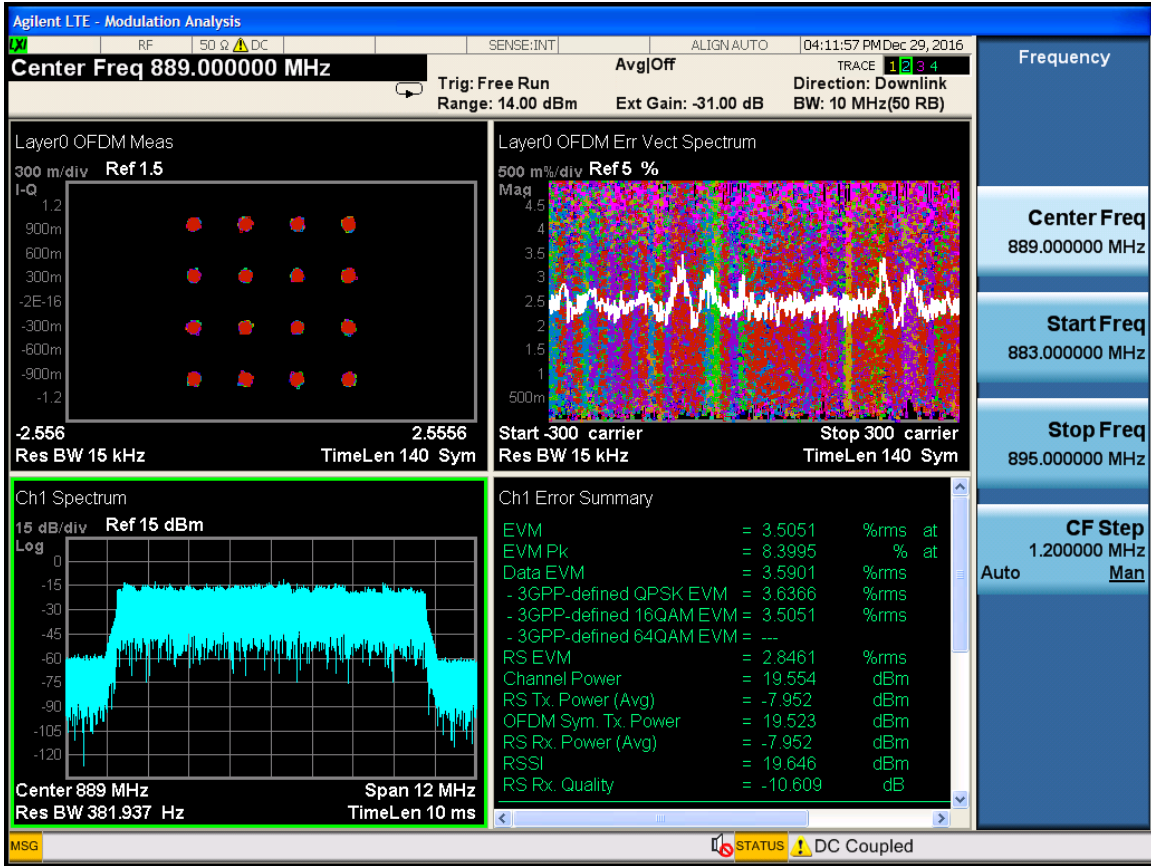 Agilent LTE - Modulation Analysis
LXI RF 50 Ω DC SENSE:INT ALIGN AUTO 04:11:57 PM Dec 29, 2016
Center Freq 889.000000 MHz
Avg|Off
TRACE 1 2 3 4
Trig: Free Run
Direction: Downlink
Range: 14.00 dBm Ext Gain: -31.00 dB BW: 10 MHz(50 RB)
Layer0 OFDM Meas
300 m/div Ref 1.5
I-Q
1.2
900m
600m
300m
-2E-16
-300m
-600m
-900m
-1.2
-2.556 2.5556
Res BW 15 kHz TimeLen 140 Sym
Layer0 OFDM Err Vect Spectrum
500 m%/div Ref 5 %
Mag
4.5
4
3.5
3
2.5
2
1.5
1
500m
Start -300 carrier Stop 300 carrier
Res BW 15 kHz TimeLen 140 Sym
Ch1 Spectrum
15 dB/div Ref 15 dBm
Log
0
-15
-30
-45
-60
-75
-90
-105
-120
Center 889 MHz Span 12 MHz
Res BW 381.937 Hz TimeLen 10 ms
Ch1 Error Summary
EVM = 3.5051 %rms at
EVM Pk = 8.3995 % at
Data EVM = 3.5901 %rms
- 3GPP-defined QPSK EVM = 3.6366 %rms
- 3GPP-defined 16QAM EVM = 3.5051 %rms
- 3GPP-defined 64QAM EVM = ---
RS EVM = 2.8461 %rms
Channel Power = 19.554 dBm
RS Tx. Power (Avg) = -7.952 dBm
OFDM Sym. Tx. Power = 19.523 dBm
RS Rx. Power (Avg) = -7.952 dBm
RSSI = 19.646 dBm
RS Rx. Quality = -10.609 dB
Frequency
Center Freq
889.000000 MHz
Start Freq
883.000000 MHz
Stop Freq
895.000000 MHz
CF Step
1.200000 MHz
Auto Man
MSG STATUS DC Coupled